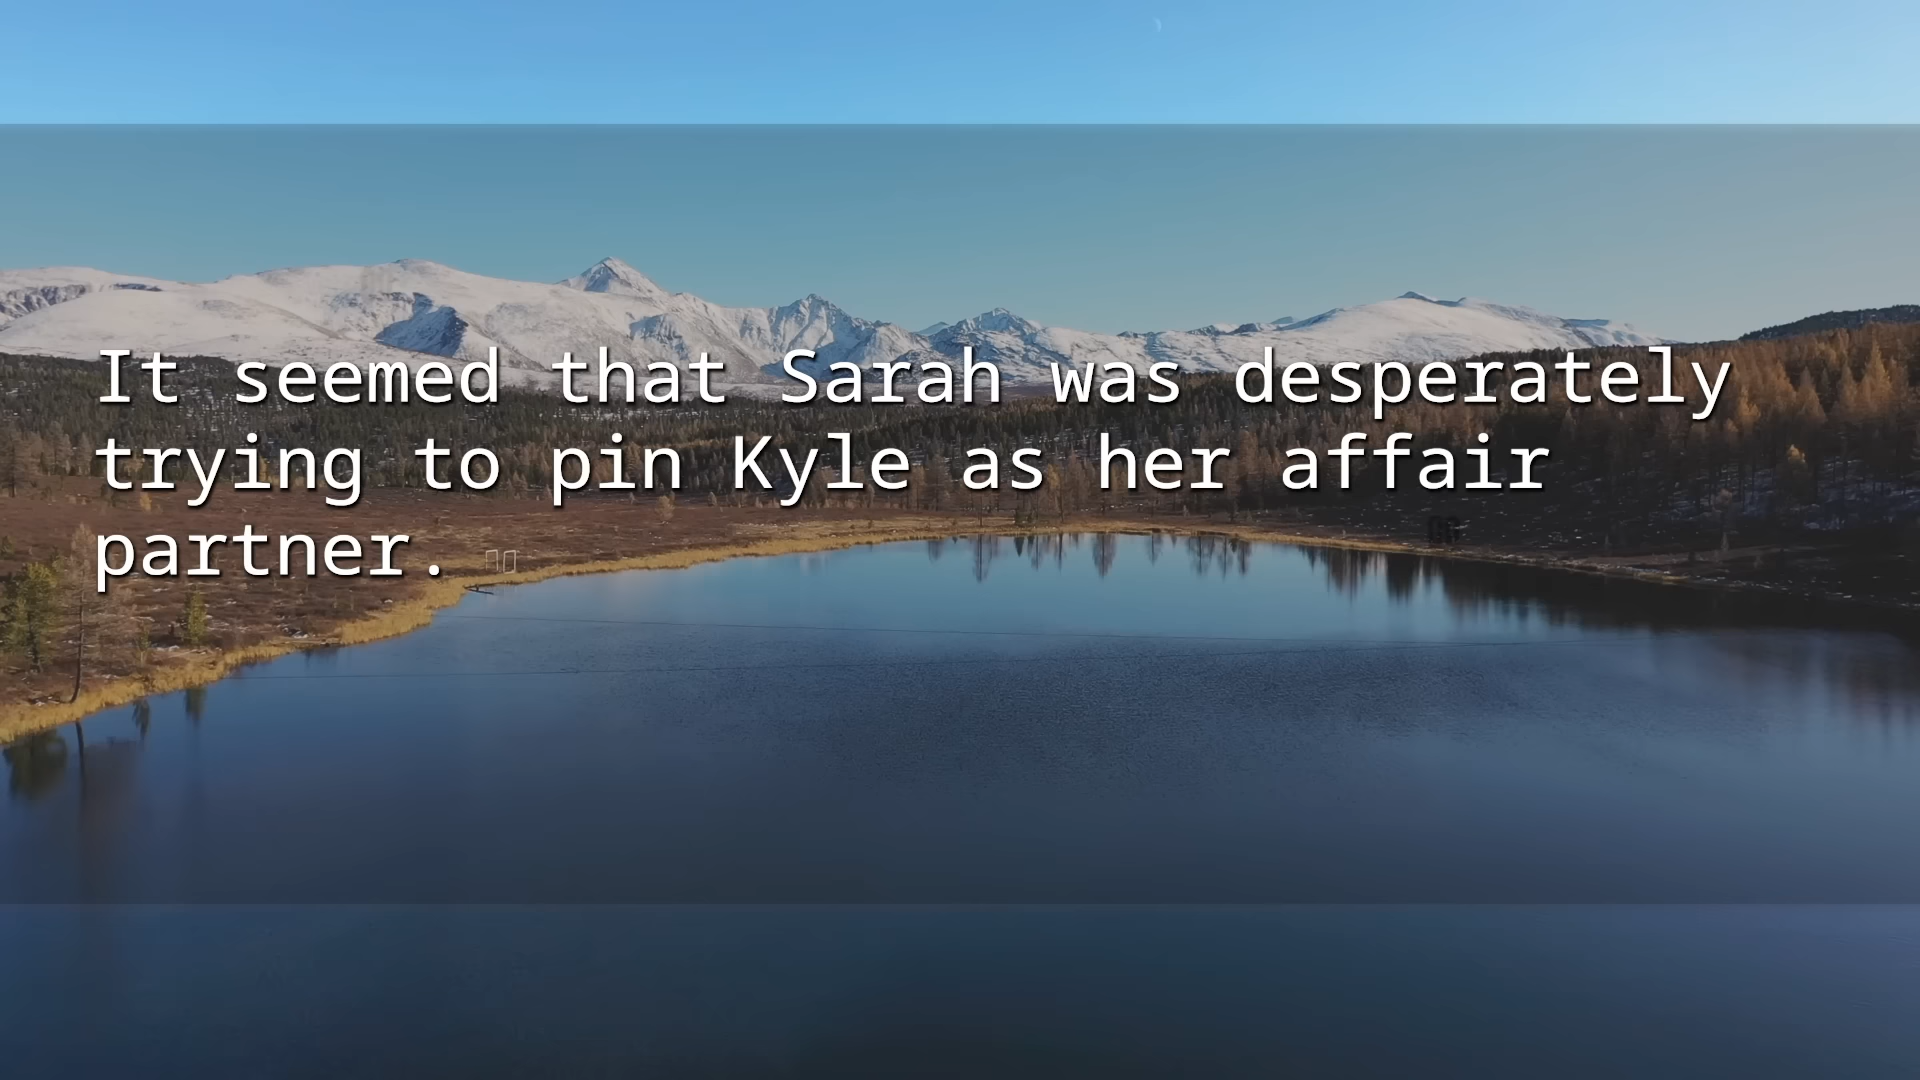 It seemed that Sarah was desperately
trying to pin Kyle as her affair
partner.